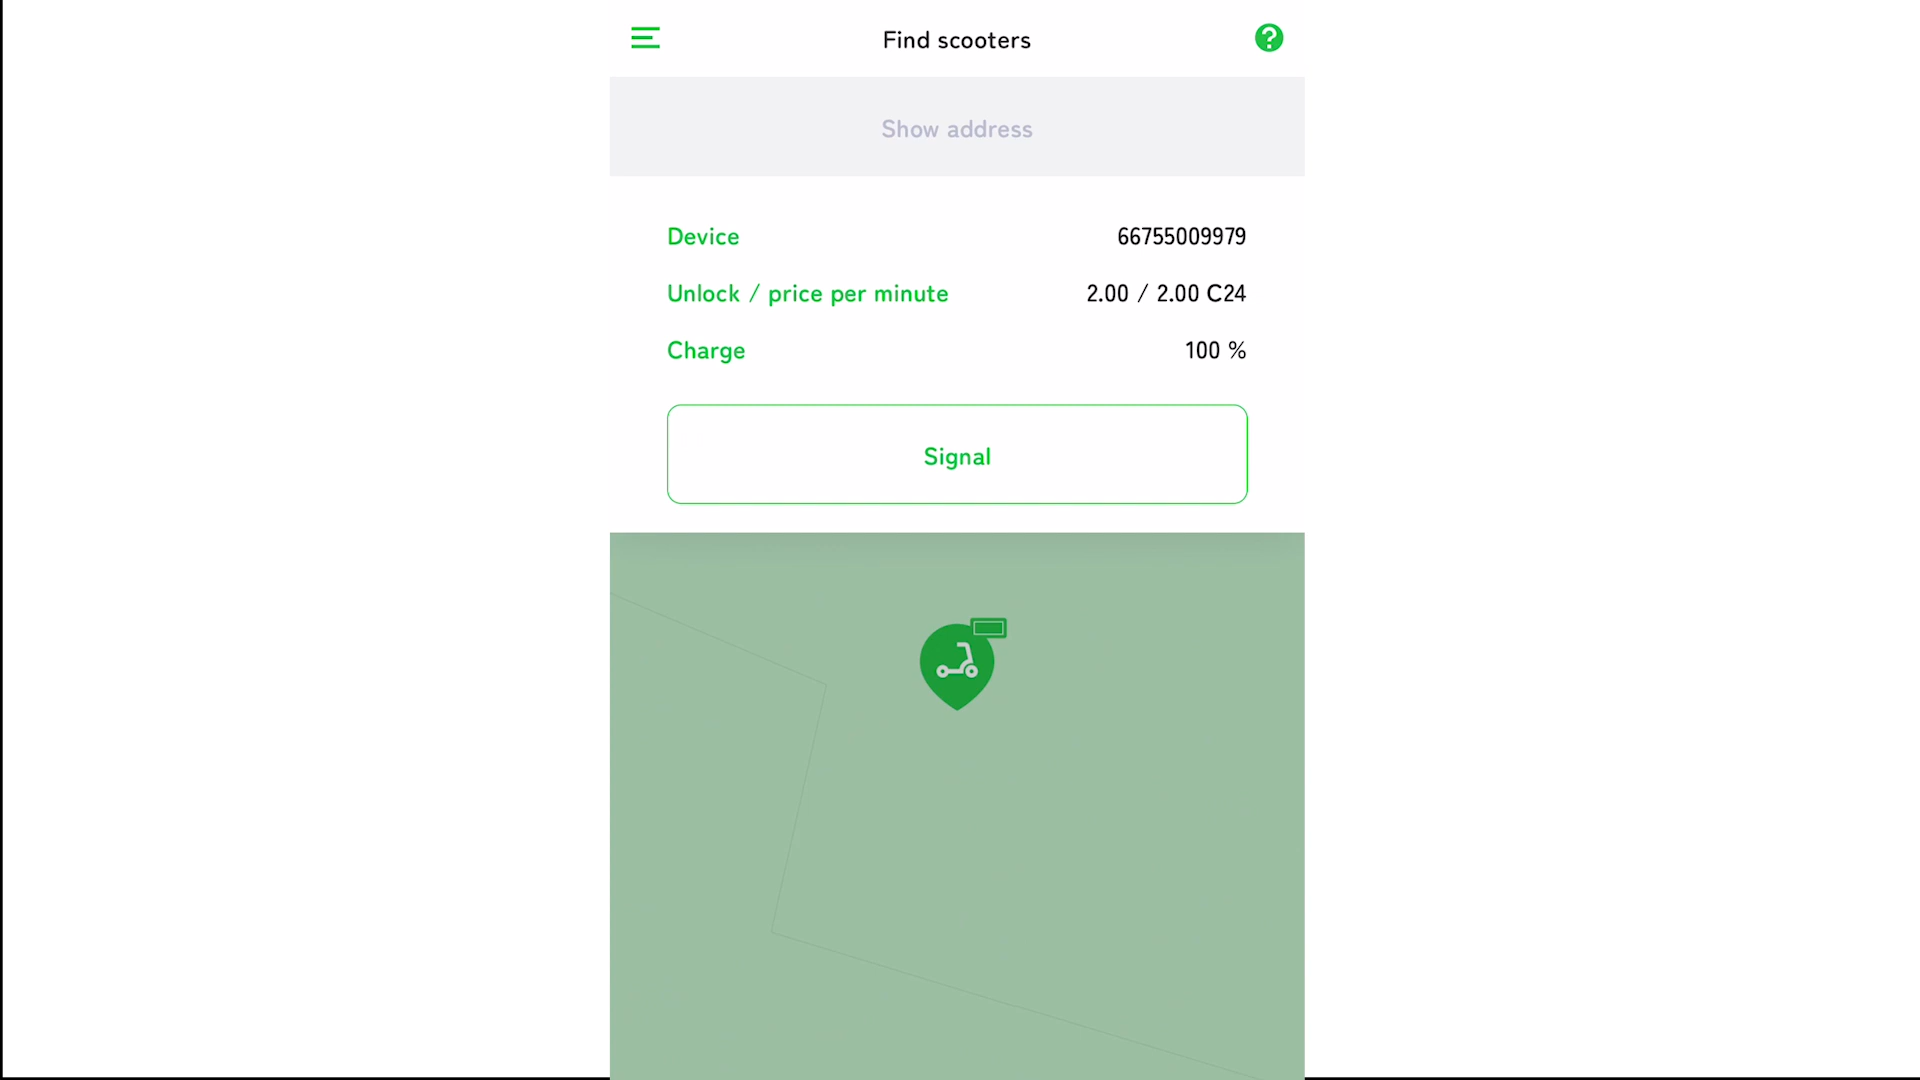 Find scooters
?
Show address
Device 66755009979
Unlock / price per minute 2.00 / 2.00 C24
Charge 100 %
Signal